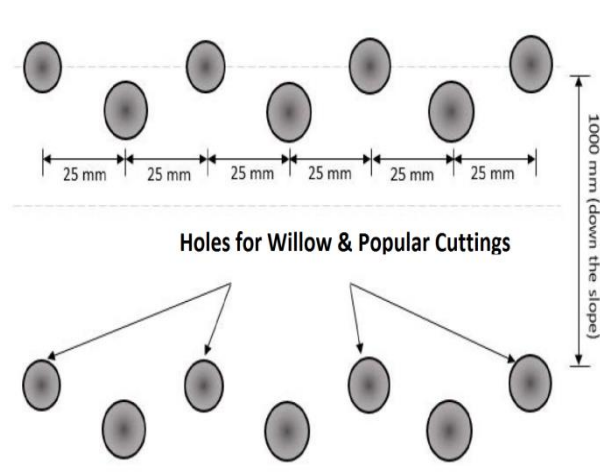 25 mm 25 mm 25 mm 25 mm 25 mm 25 mm
1000 mm (down the slope)
Holes for Willow & Popular Cuttings